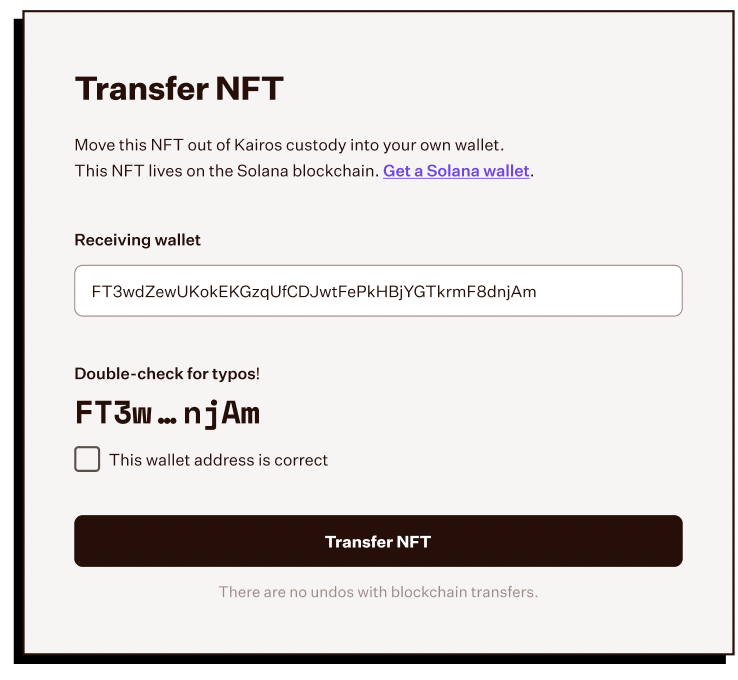 Transfer NFT
Move this NFT out of Kairos custody into your own wallet.
This NFT lives on the Solana blockchain. Get a Solana wallet.
Receiving wallet
FT3wdZewUKokEKGzqUfCDJwtFePkHBjYGTkrmF8dnjAm
Double-check for typos!
FT3w…njAm
This wallet address is correct
Transfer NFT
There are no undos with blockchain transfers.